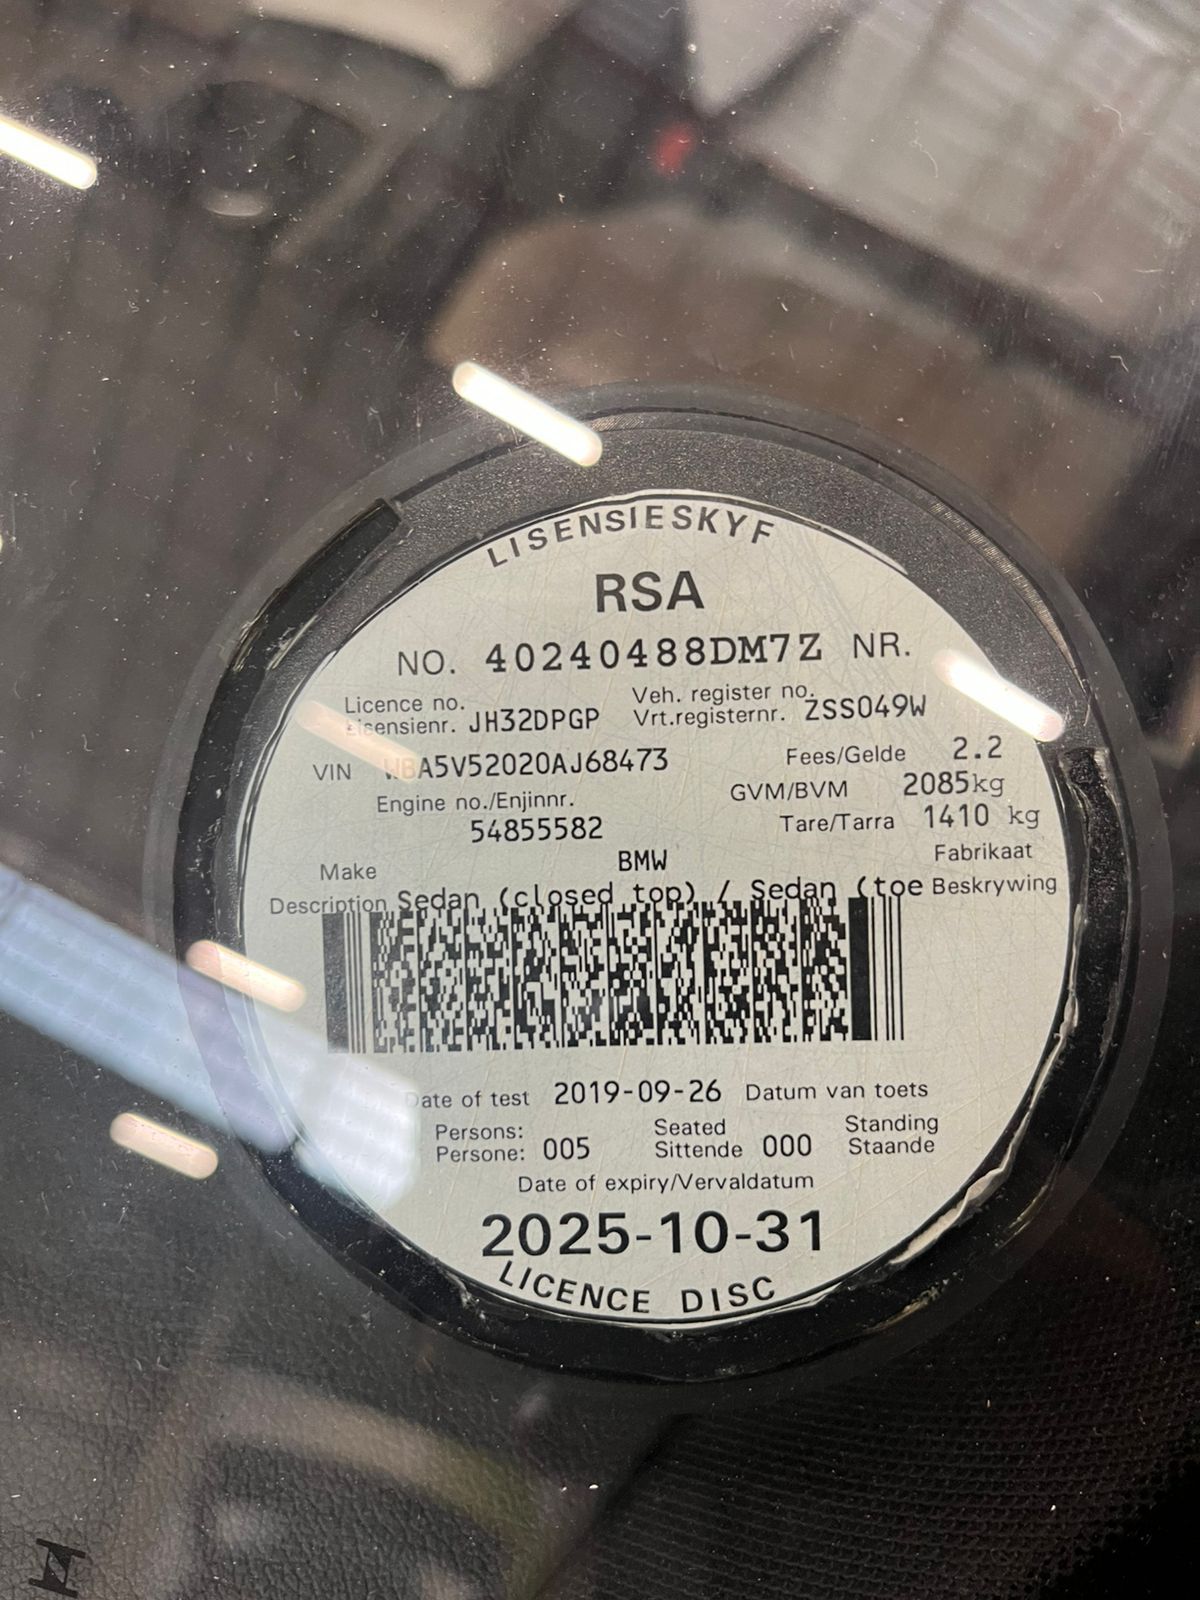 LISENSIESKYF
RSA
NO. 40240488DM7Z NR.
Licence no.
Lisensienr. JH32DPGP
Veh. register no.
Vrt.registernr. ZSS049W
VIN WBA5V52020AJ68473
Fees/Gelde 2.2
Engine no./Enjinnr.
54855582
GVM/BVM 2085kg
Tare/Tarra 1410 kg
Make BMW Fabrikaat
Description Sedan (closed top) / Sedan (toe Beskrywing
Date of test 2019-09-26 Datum van toets
Persons:
Persone: 005
Seated
Sittende 000
Standing
Staande
Date of expiry/Vervaldatum
2025-10-31
LICENCE DISC